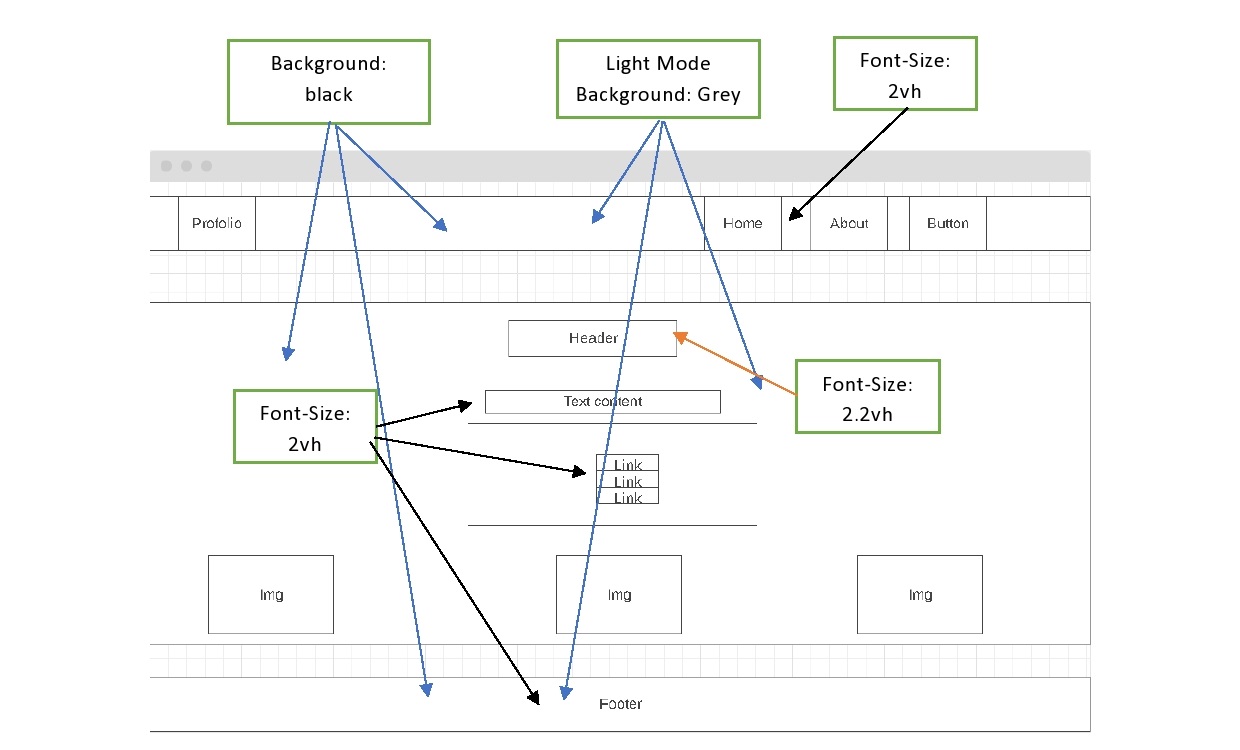 Background:
black
Light Mode
Background: Grey
Font-Size:
2vh
Profolio
Home
About
Button
Header
Font-Size:
2.2vh
Font-Size:
2vh
Text content
Link
Link
Link
Img
Img
Img
Footer